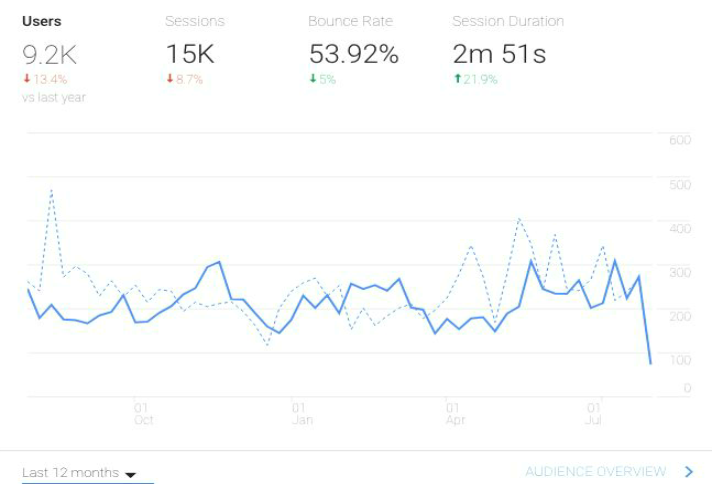 Users Sessions Bounce Rate Session Duration
9.2K 15K 53.92% 2m 51s
13.4% 8.7% 5% 21.9%
vs last year
600
500
400
300
200
100
0
01 01 01 01
Oct Jan Apr Jul
Last 12 months AUDIENCE OVERVIEW